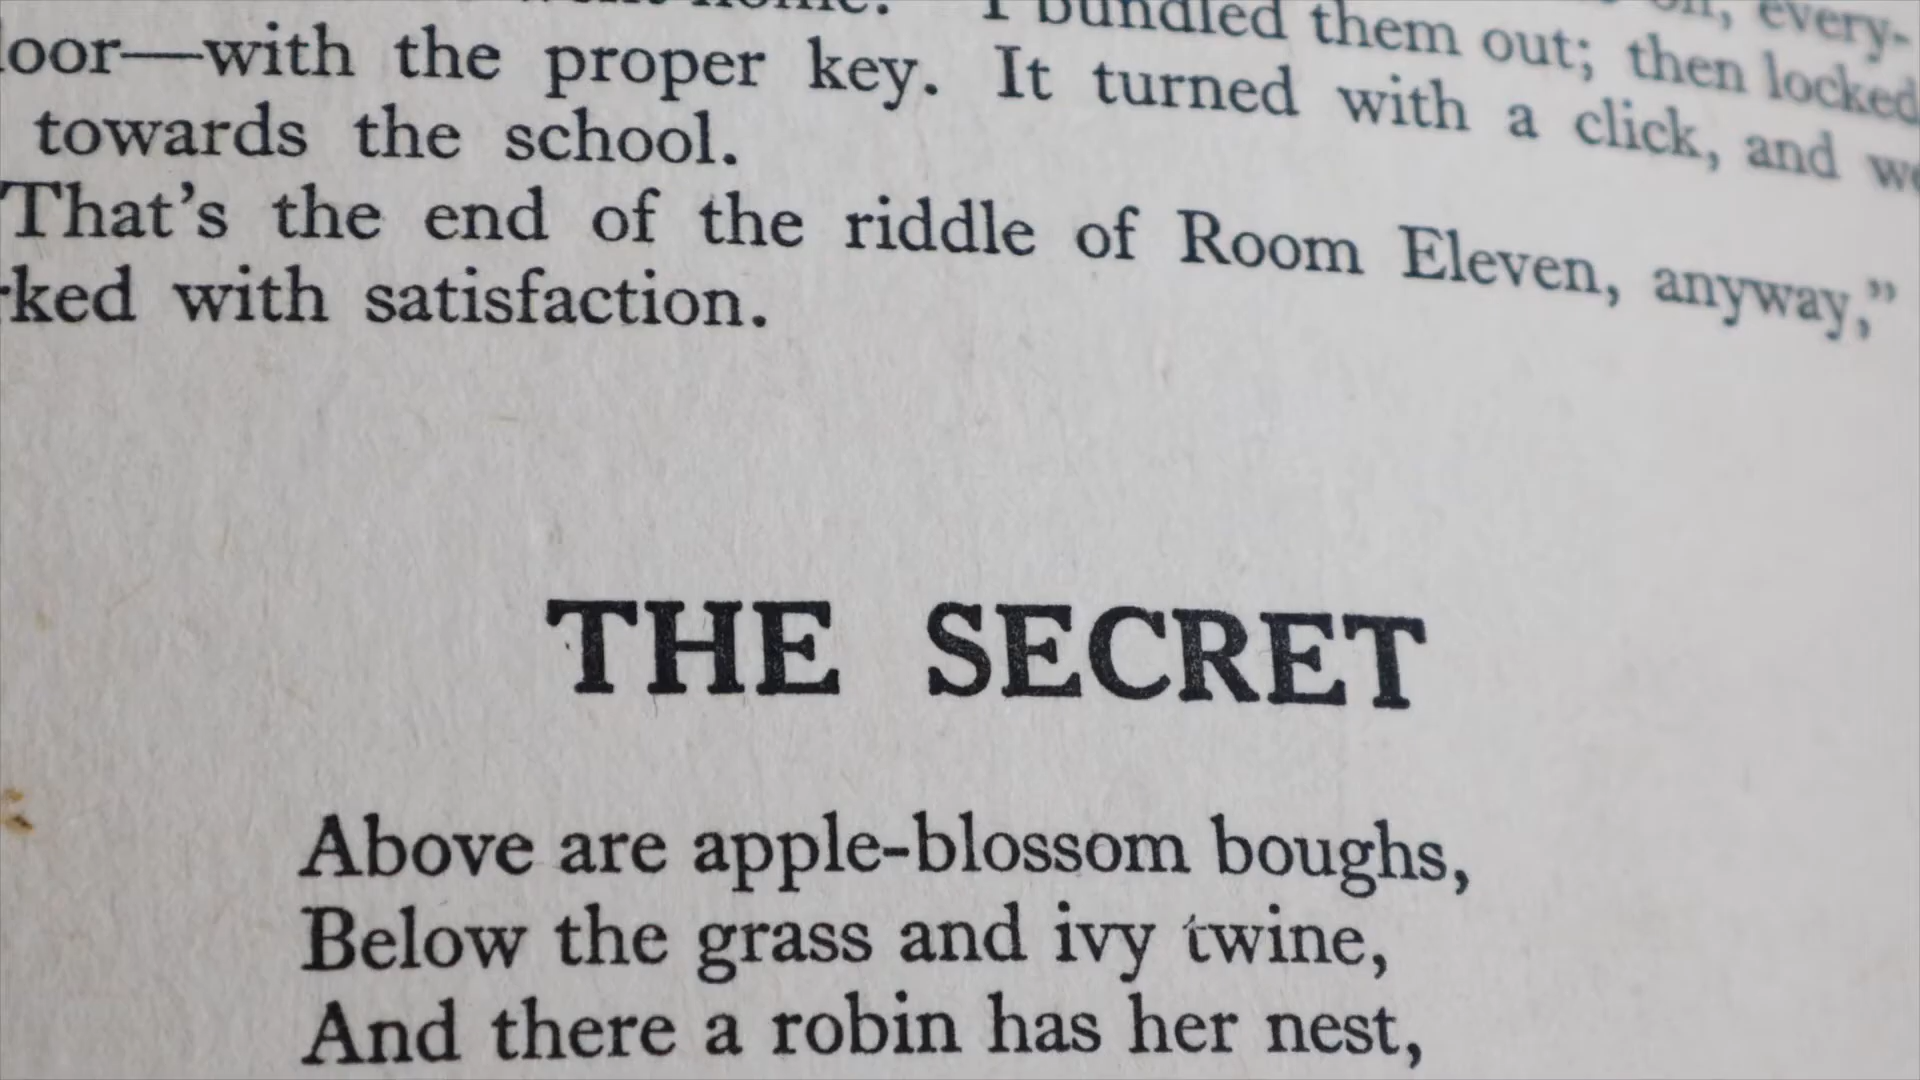 I bundled them out; then locked
oor—with the proper key. It turned with a click, and we
towards the school.
That's the end of the riddle of Room Eleven, anyway,”
ked with satisfaction.
THE SECRET
Above are apple-blossom boughs,
Below the grass and ivy twine,
And there a robin has her nest,